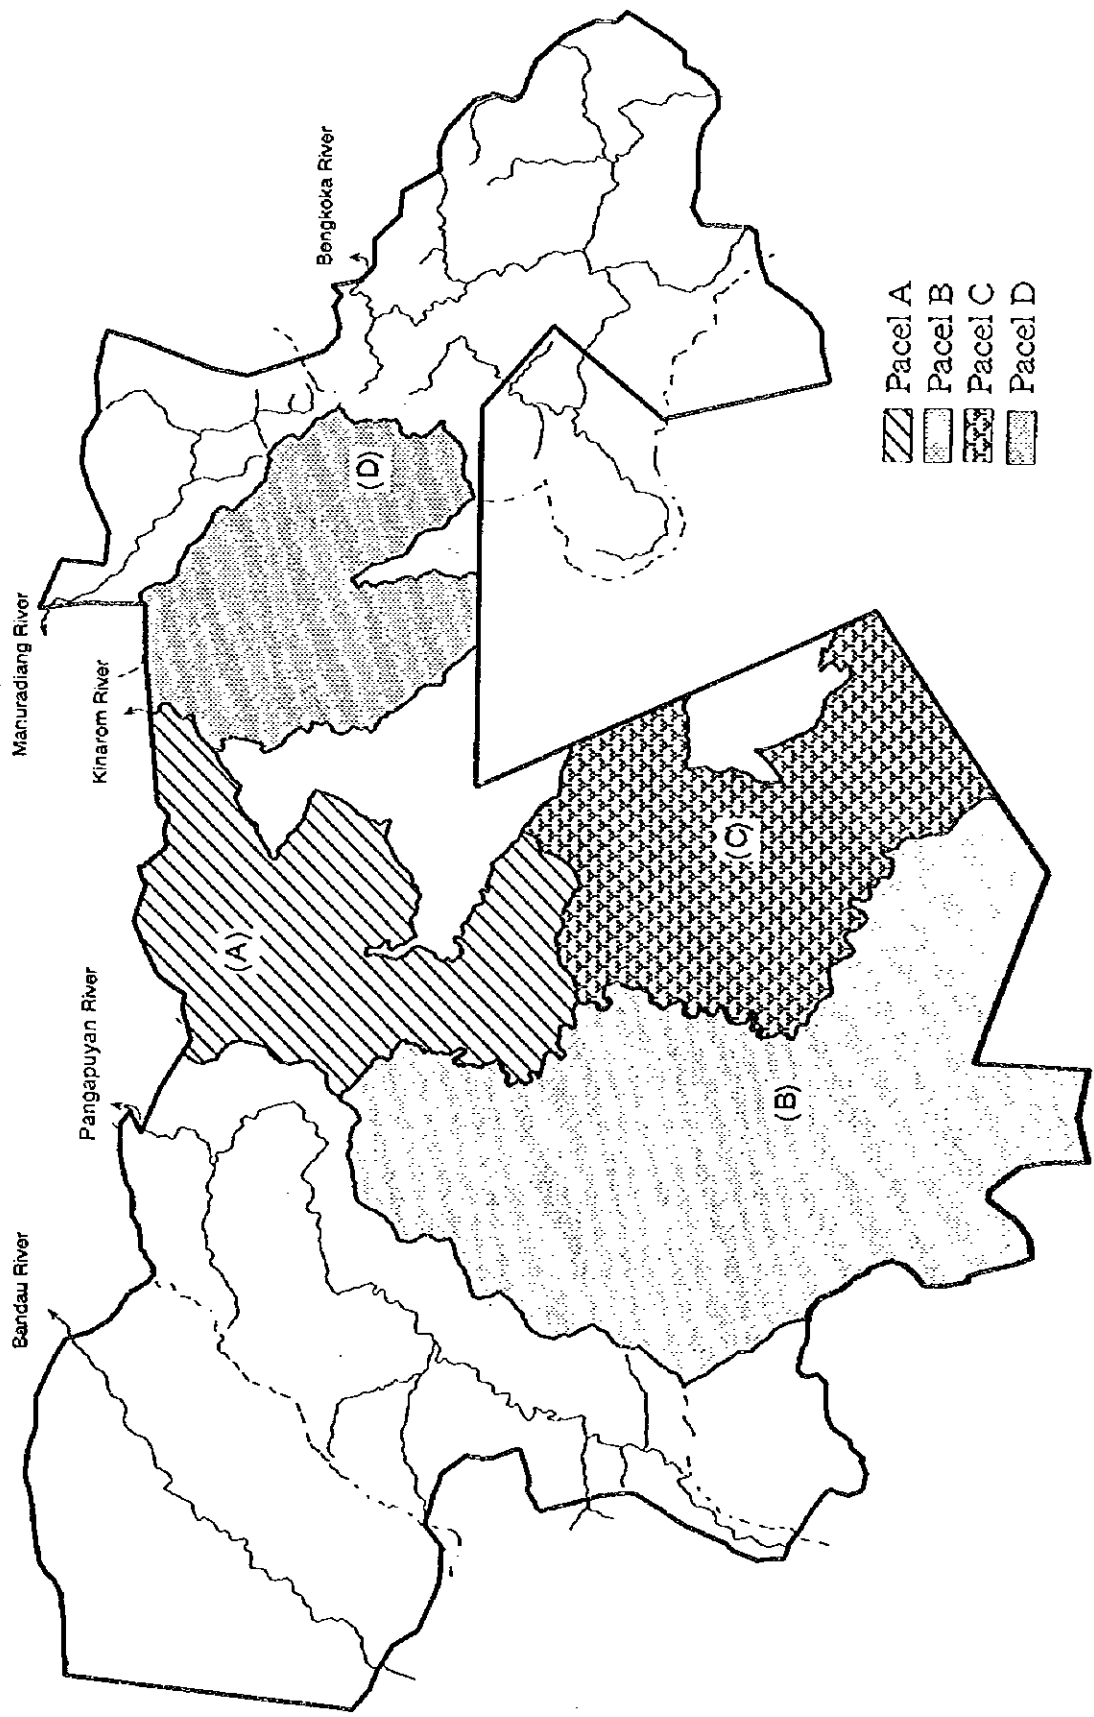 Bandau River
Pangapuyan River
Manuradiang River
Kinarom River
Bengkoka River
(A)
(D)
(C)
(B)
Pacel A
Pacel B
Pacel C
Pacel D